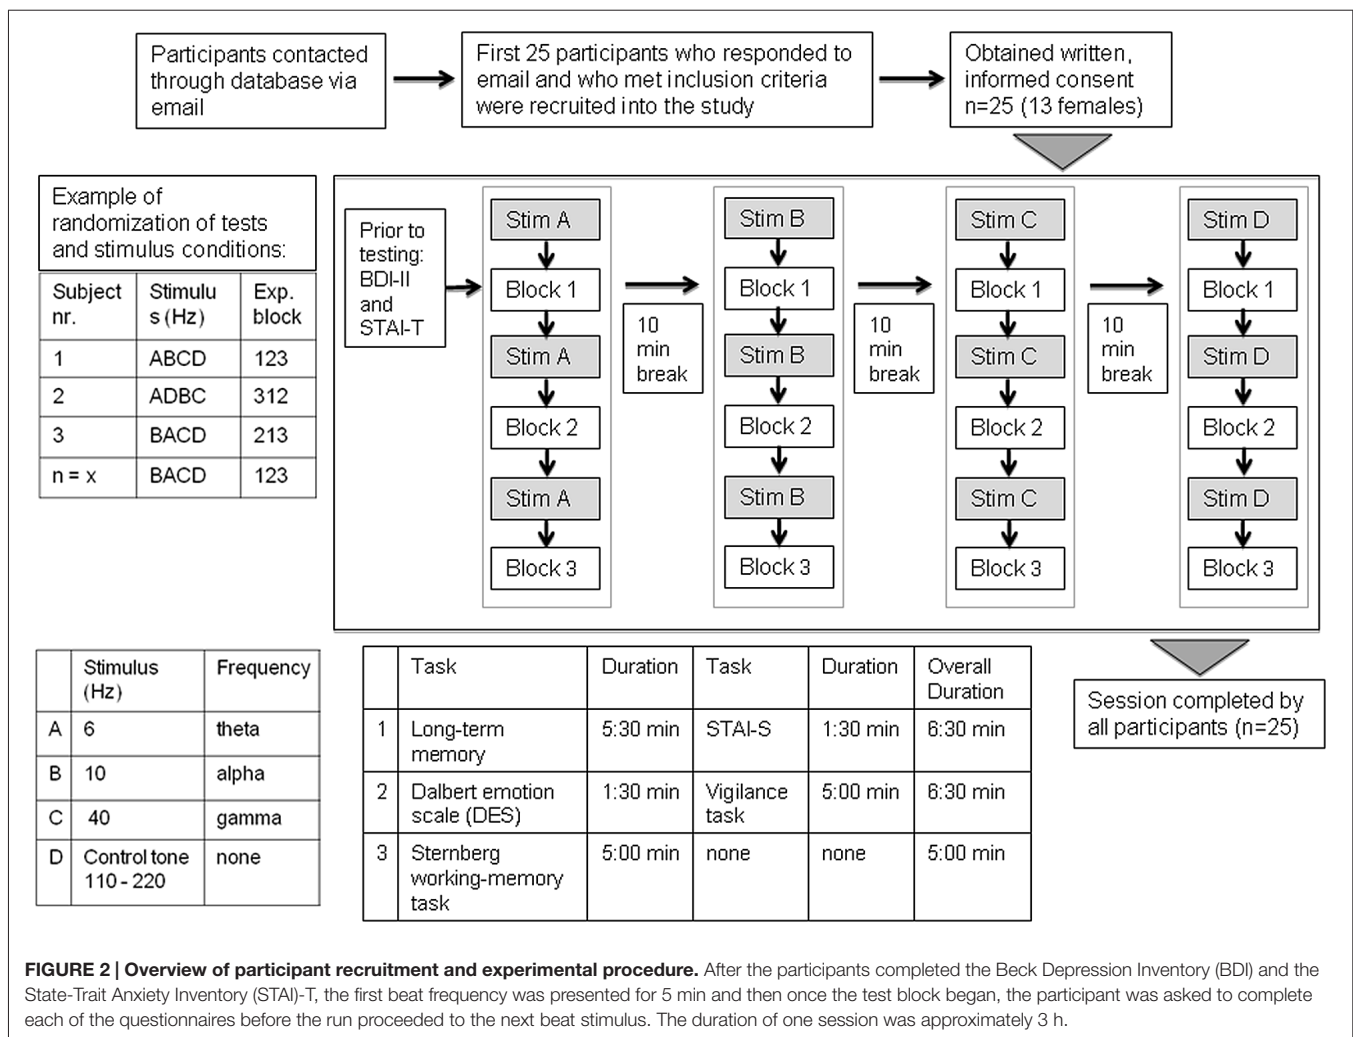 Participants contacted
through database via
email
First 25 participants who responded to
email and who met inclusion criteria
were recruited into the study
Obtained written,
informed consent
n=25 (13 females)
Example of
randomization of tests
and stimulus conditions:
Subject nr. Stimulu s (Hz) Exp. block
1 ABCD 123
2 ADBC 312
3 BACD 213
n = x BACD 123
Prior to
testing:
BDI-II
and
STAI-T
Stim A
Block 1
Stim A
Block 2
Stim A
Block 3
10
min
break
Stim B
Block 1
Stim B
Block 2
Stim B
Block 3
10
min
break
Stim C
Block 1
Stim C
Block 2
Stim C
Block 3
10
min
break
Stim D
Block 1
Stim D
Block 2
Stim D
Block 3
Stimulus (Hz) Frequency
A 6 theta
B 10 alpha
C 40 gamma
D Control tone 110 - 220 none
Task Duration Task Duration Overall Duration
1 Long-term memory 5:30 min STAI-S 1:30 min 6:30 min
2 Dalbert emotion scale (DES) 1:30 min Vigilance task 5:00 min 6:30 min
3 Sternberg working-memory task 5:00 min none none 5:00 min
Session completed by
all participants (n=25)
FIGURE 2 | Overview of participant recruitment and experimental procedure. After the participants completed the Beck Depression Inventory (BDI) and the
State-Trait Anxiety Inventory (STAI)-T, the first beat frequency was presented for 5 min and then once the test block began, the participant was asked to complete
each of the questionnaires before the run proceeded to the next beat stimulus. The duration of one session was approximately 3 h.